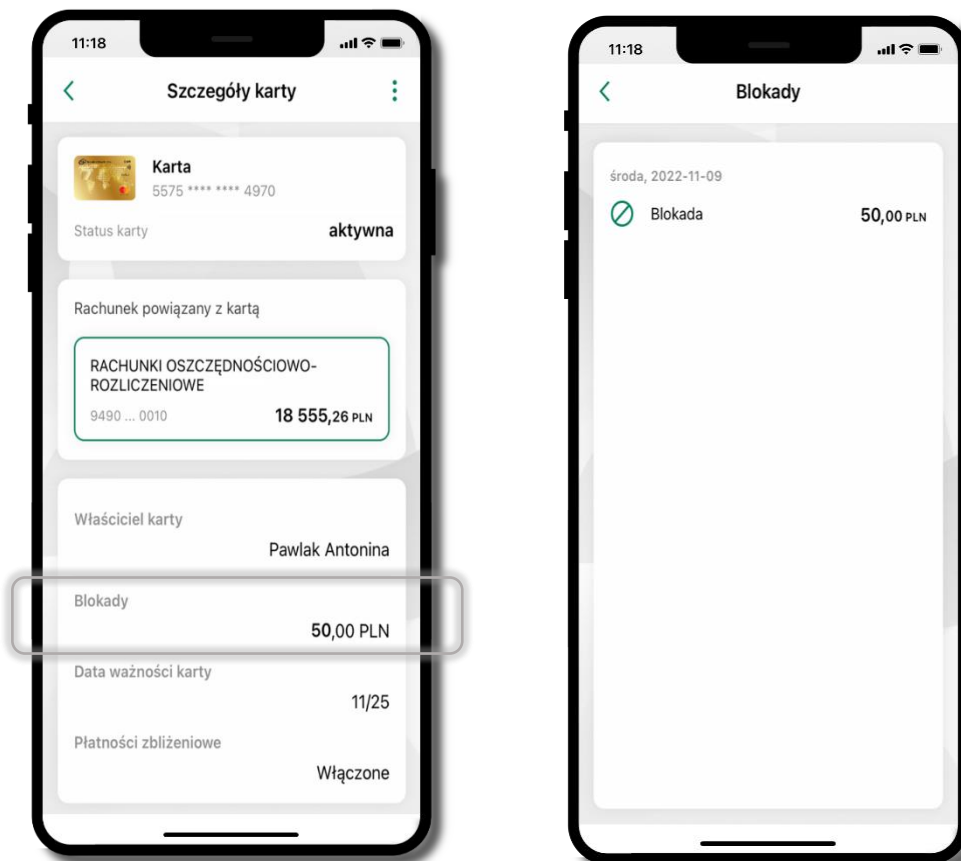 11:18
Szczegóły karty
Karta
5575 **** **** 4970
Status karty
aktywna
Rachunek powiązany z kartą
RACHUNKI OSZCZĘDNOŚCIOWO-
ROZLICZENIOWE
9490 ... 0010
18 555,26 PLN
Właściciel karty
Pawlak Antonina
Blokady
50,00 PLN
Data ważności karty
11/25
Płatności zbliżeniowe
Włączone
11:18
Blokady
środa, 2022-11-09
Blokada
50,00 PLN